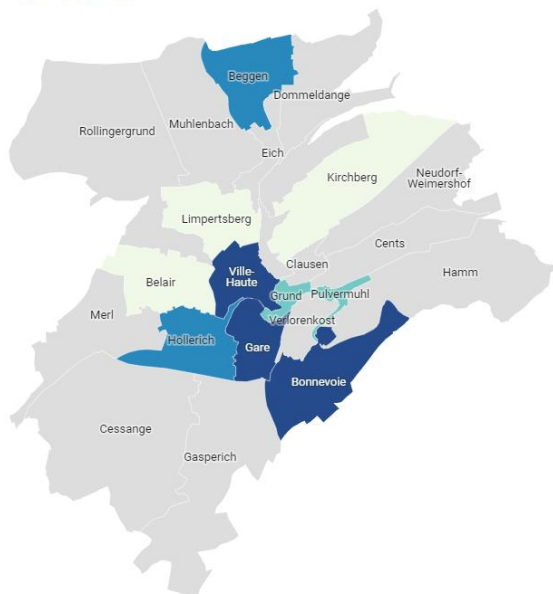 Beggen
Dommeldange
Muhlenbach
Rollingergrund
Eich
Kirchberg
Neudorf-
Weimershof
Limpertsberg
Cents
Clausen
Hamm
Ville-
Haute
Belair
Grund
Pulvermuhl
Merl
Verlorenkost
Hollerich
Gare
Bonnevoie
Cessange
Gasperich